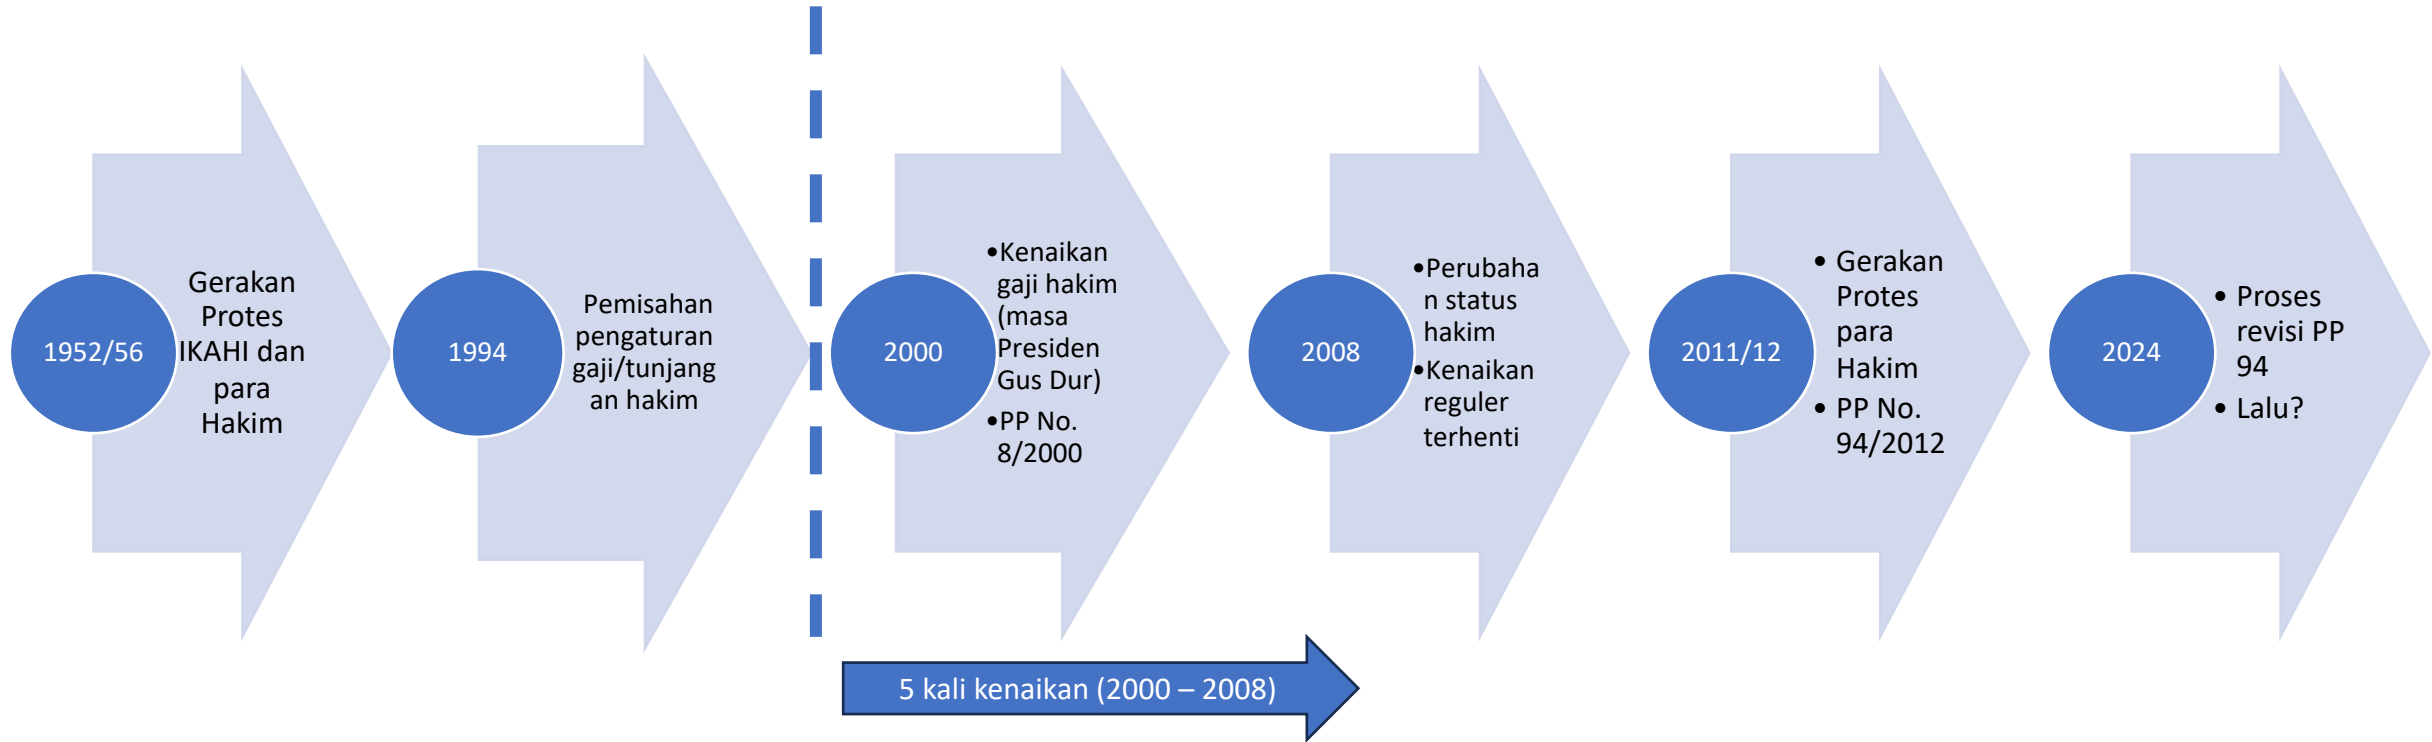 1952/56
Gerakan
Protes
IKAHI dan
para
Hakim
1994
Pemisahan
pengaturan
gaji/tunjang
an hakim
2000
•Kenaikan
gaji hakim
(masa
Presiden
Gus Dur)
•PP No.
8/2000
2008
•Perubaha
n status
hakim
•Kenaikan
reguler
terhenti
2011/12
• Gerakan
Protes
para
Hakim
• PP No.
94/2012
2024
• Proses
revisi PP
94
• Lalu?
5 kali kenaikan (2000 – 2008)